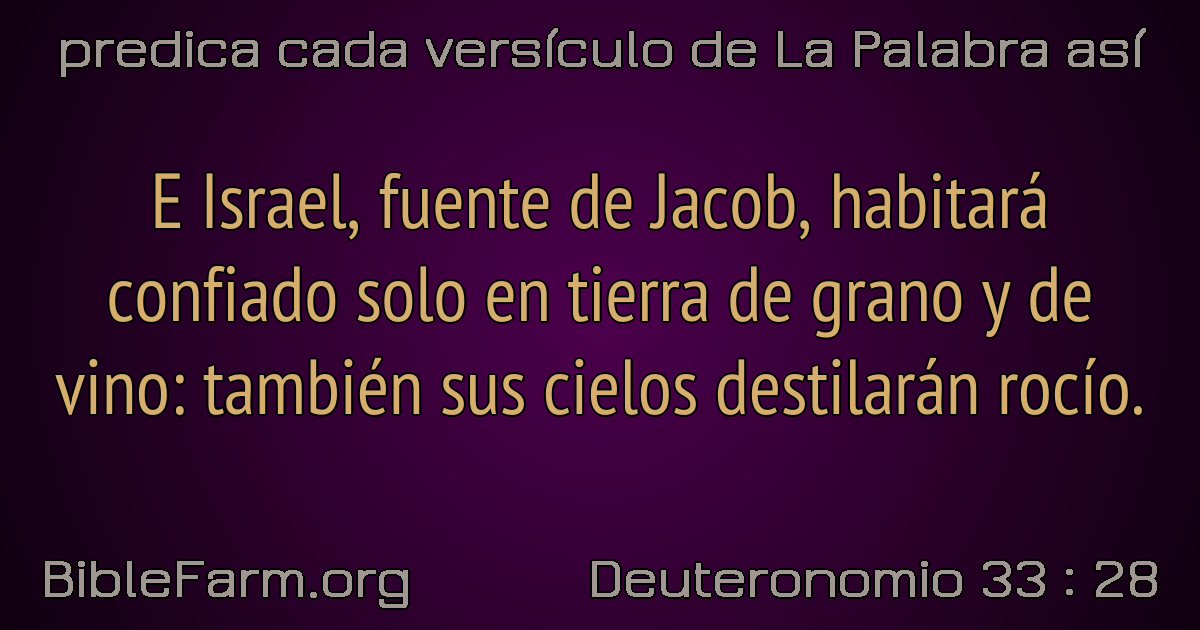 predica cada versículo de La Palabra así
E Israel, fuente de Jacob, habitará
confiado solo en tierra de grano y de
vino: también sus cielos destilarán rocío.
BibleFarm.org
Deuteronomio 33 : 28